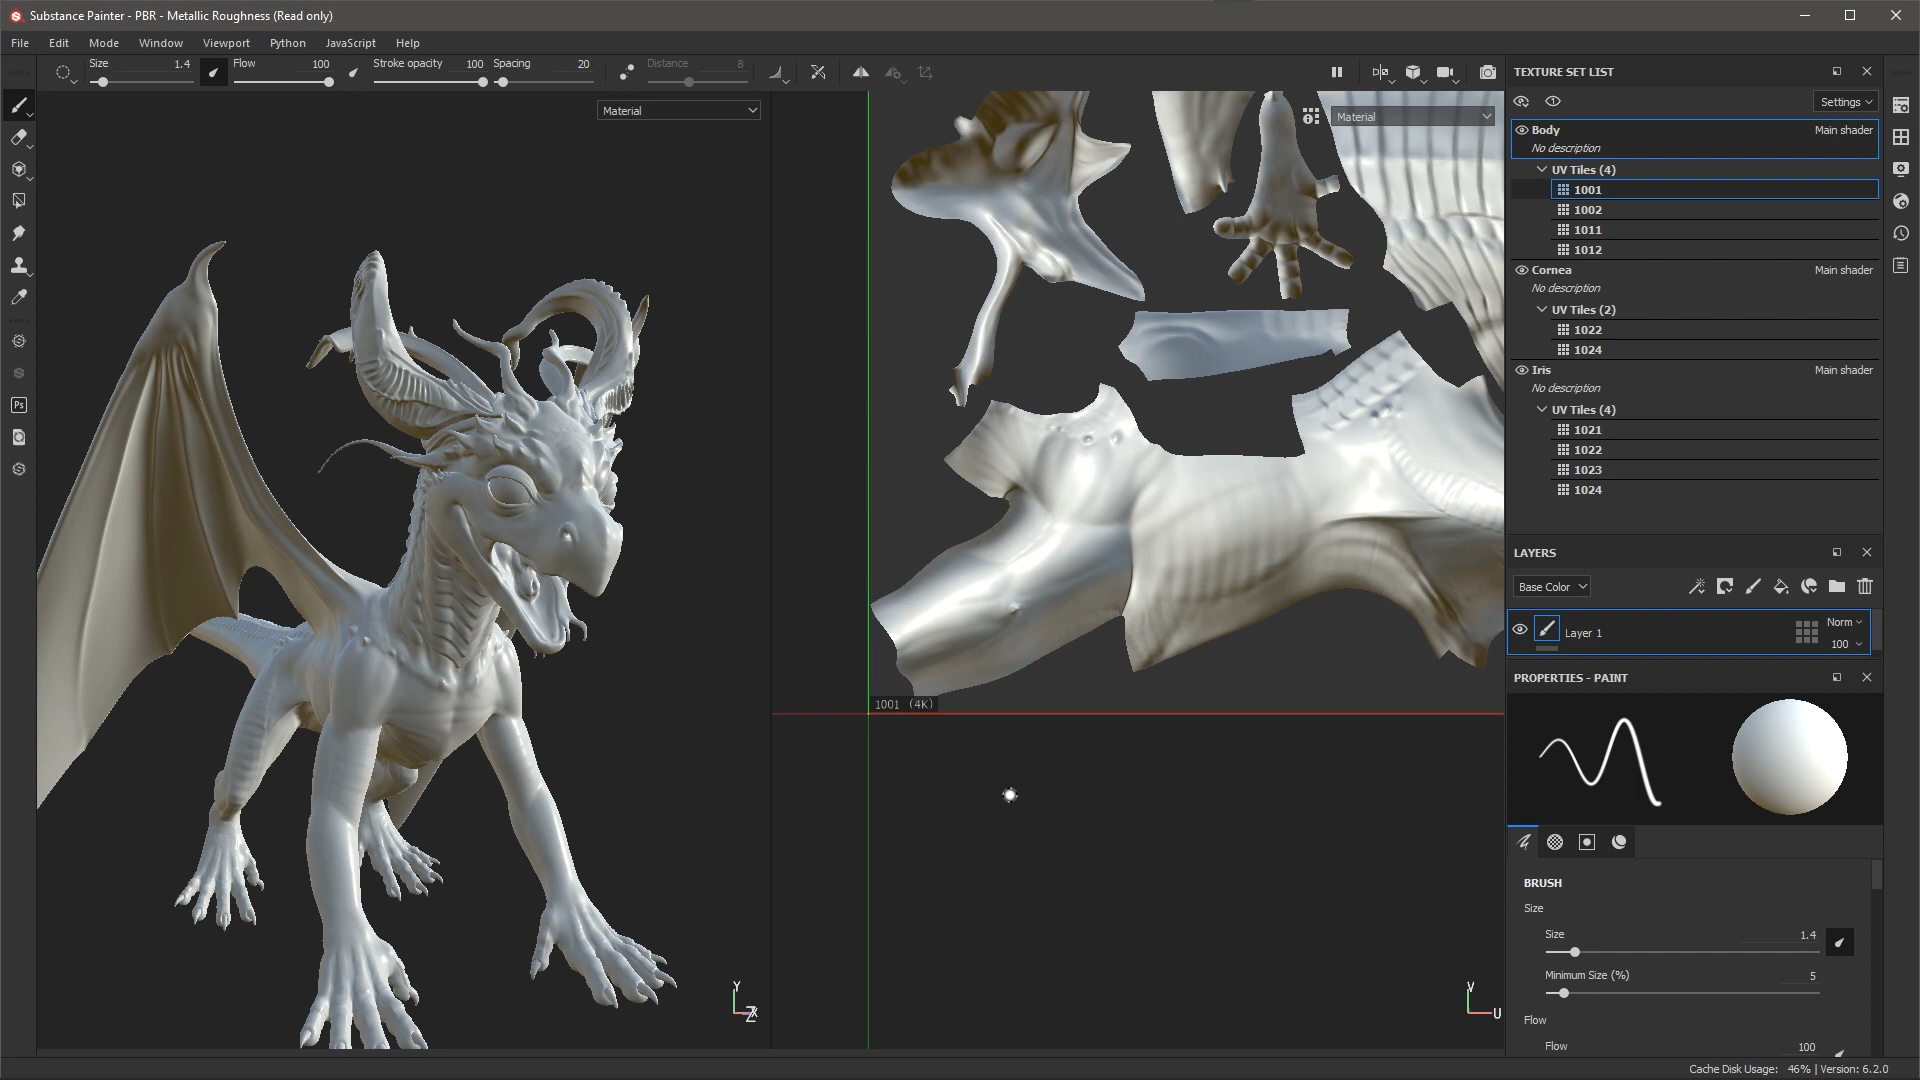 Substance Painter - PBR - Metallic Roughness (Read only)
File Edit Mode Window Viewport Python JavaScript Help
Size 1.4 Flow 100 Stroke opacity 100 Spacing 20 Distance 8
Material
Material
1001 (4K)
Y
Z
X
V
U
TEXTURE SET LIST
Settings
Body Main shader
No description
UV Tiles (4)
1001
1002
1011
1012
Cornea Main shader
No description
UV Tiles (2)
1022
1024
Iris Main shader
No description
UV Tiles (4)
1021
1022
1023
1024
LAYERS
Base Color
Layer 1 Norm
100
PROPERTIES - PAINT
BRUSH
Size
Size 1.4
Minimum Size (%) 5
Flow
Flow 100
Ps
Cache Disk Usage: 46% | Version: 6.2.0